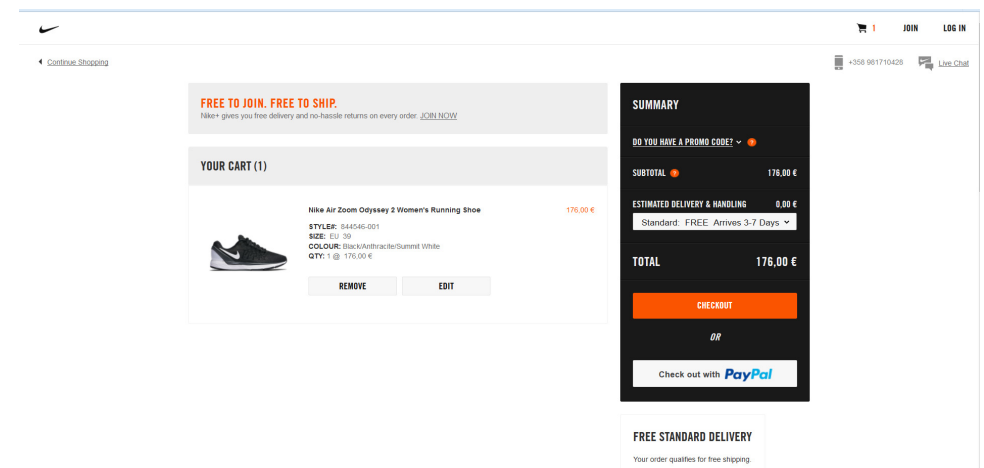 1 JOIN LOG IN
Continue Shopping
+358 981710428 Live Chat
FREE TO JOIN. FREE TO SHIP.
Nike+ gives you free delivery and no-hassle returns on every order. JOIN NOW
YOUR CART (1)
Nike Air Zoom Odyssey 2 Women's Running Shoe 176,00 €
STYLE#: 844546-001
SIZE: EU 39
COLOUR: Black/Anthracite/Summit White
QTY: 1 @ 176,00 €
REMOVE EDIT
SUMMARY
DO YOU HAVE A PROMO CODE? ?
SUBTOTAL ? 176,00 €
ESTIMATED DELIVERY & HANDLING 0,00 €
Standard: FREE Arrives 3-7 Days
TOTAL 176,00 €
CHECKOUT
OR
Check out with PayPal
FREE STANDARD DELIVERY
Your order qualifies for free shipping.